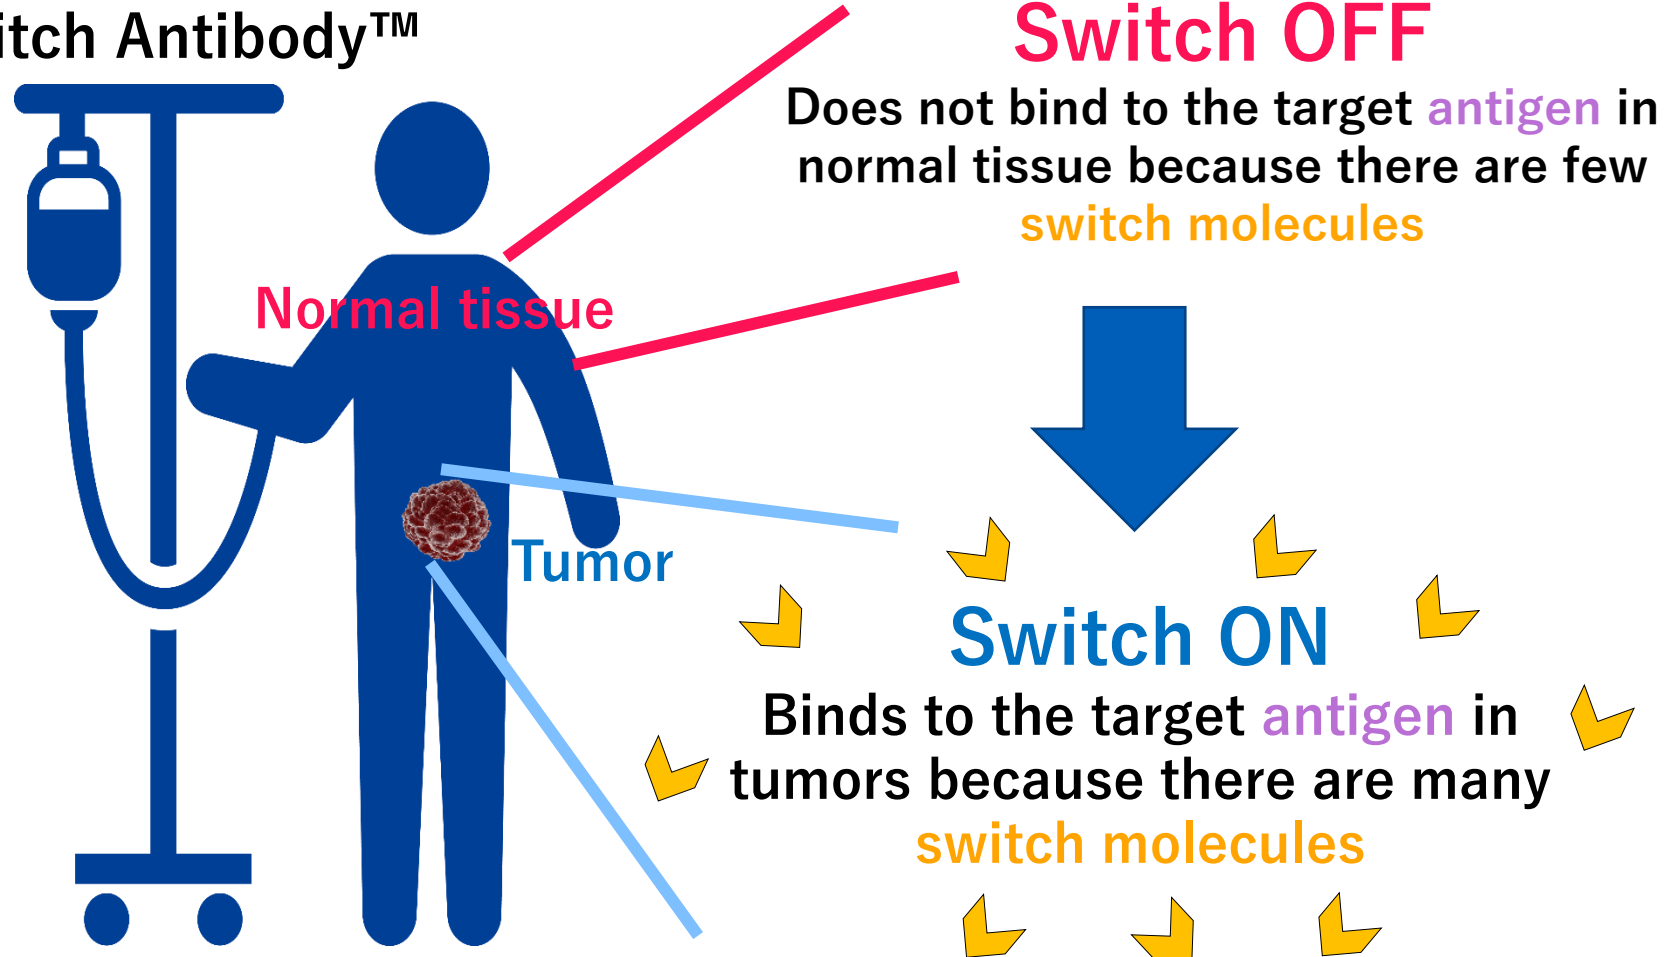 itch Antibody™
Switch OFF
Does not bind to the target antigen in
normal tissue because there are few
switch molecules
Normal tissue
Tumor
Switch ON
Binds to the target antigen in
tumors because there are many
switch molecules